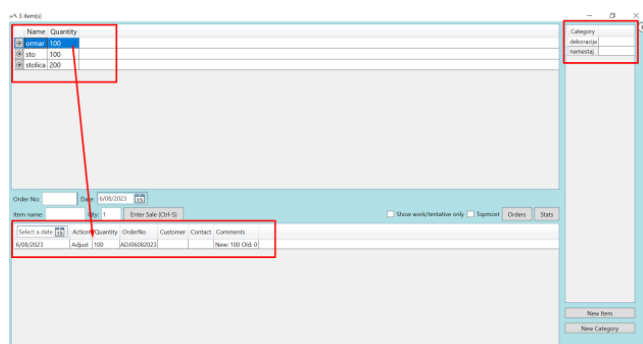 3 item(s)
Name Quantity
ormar 100
sto 100
stolica 200
Category
dekoracija
namestaj
Order No: Date: 6/08/2023 15
Item name: Qty: 1 Enter Sale (Ctrl-S) Show work/tentative only Topmost Orders Stats
Select a date 15 Action Quantity OrderNo Customer Contact Comments
6/08/2023 Adjust 100 ADJ06082023 New: 100 Old: 0
New Item
New Category